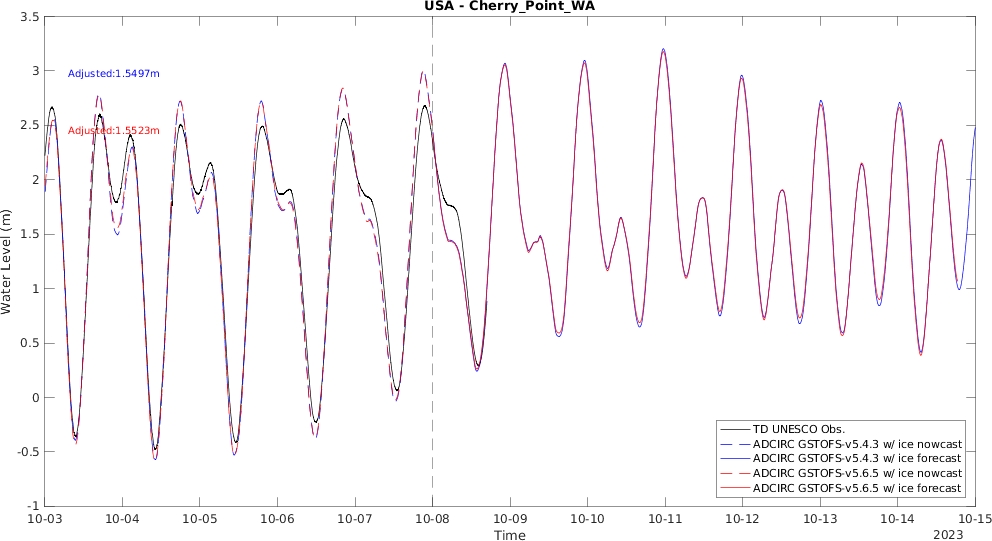 USA - Cherry_Point_WA
3.5
3
2.5
2
1.5
1
0.5
0
-0.5
-1
Water Level (m)
Adjusted:1.5497m
Adjusted:1.5523m
TD UNESCO Obs.
ADCIRC GSTOFS-v5.4.3 w/ ice nowcast
ADCIRC GSTOFS-v5.4.3 w/ ice forecast
ADCIRC GSTOFS-v5.6.5 w/ ice nowcast
ADCIRC GSTOFS-v5.6.5 w/ ice forecast
10-03 10-04 10-05 10-06 10-07 10-08 10-09 10-10 10-11 10-12 10-13 10-14 10-15
Time
2023